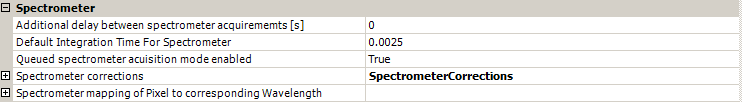 Spectrometer
Additional delay between spectrometer acquirememts [s] 0
Default Integration Time For Spectrometer 0.0025
Queued spectrometer acuisition mode enabled True
Spectrometer corrections SpectrometerCorrections
Spectrometer mapping of Pixel to corresponding Wavelength